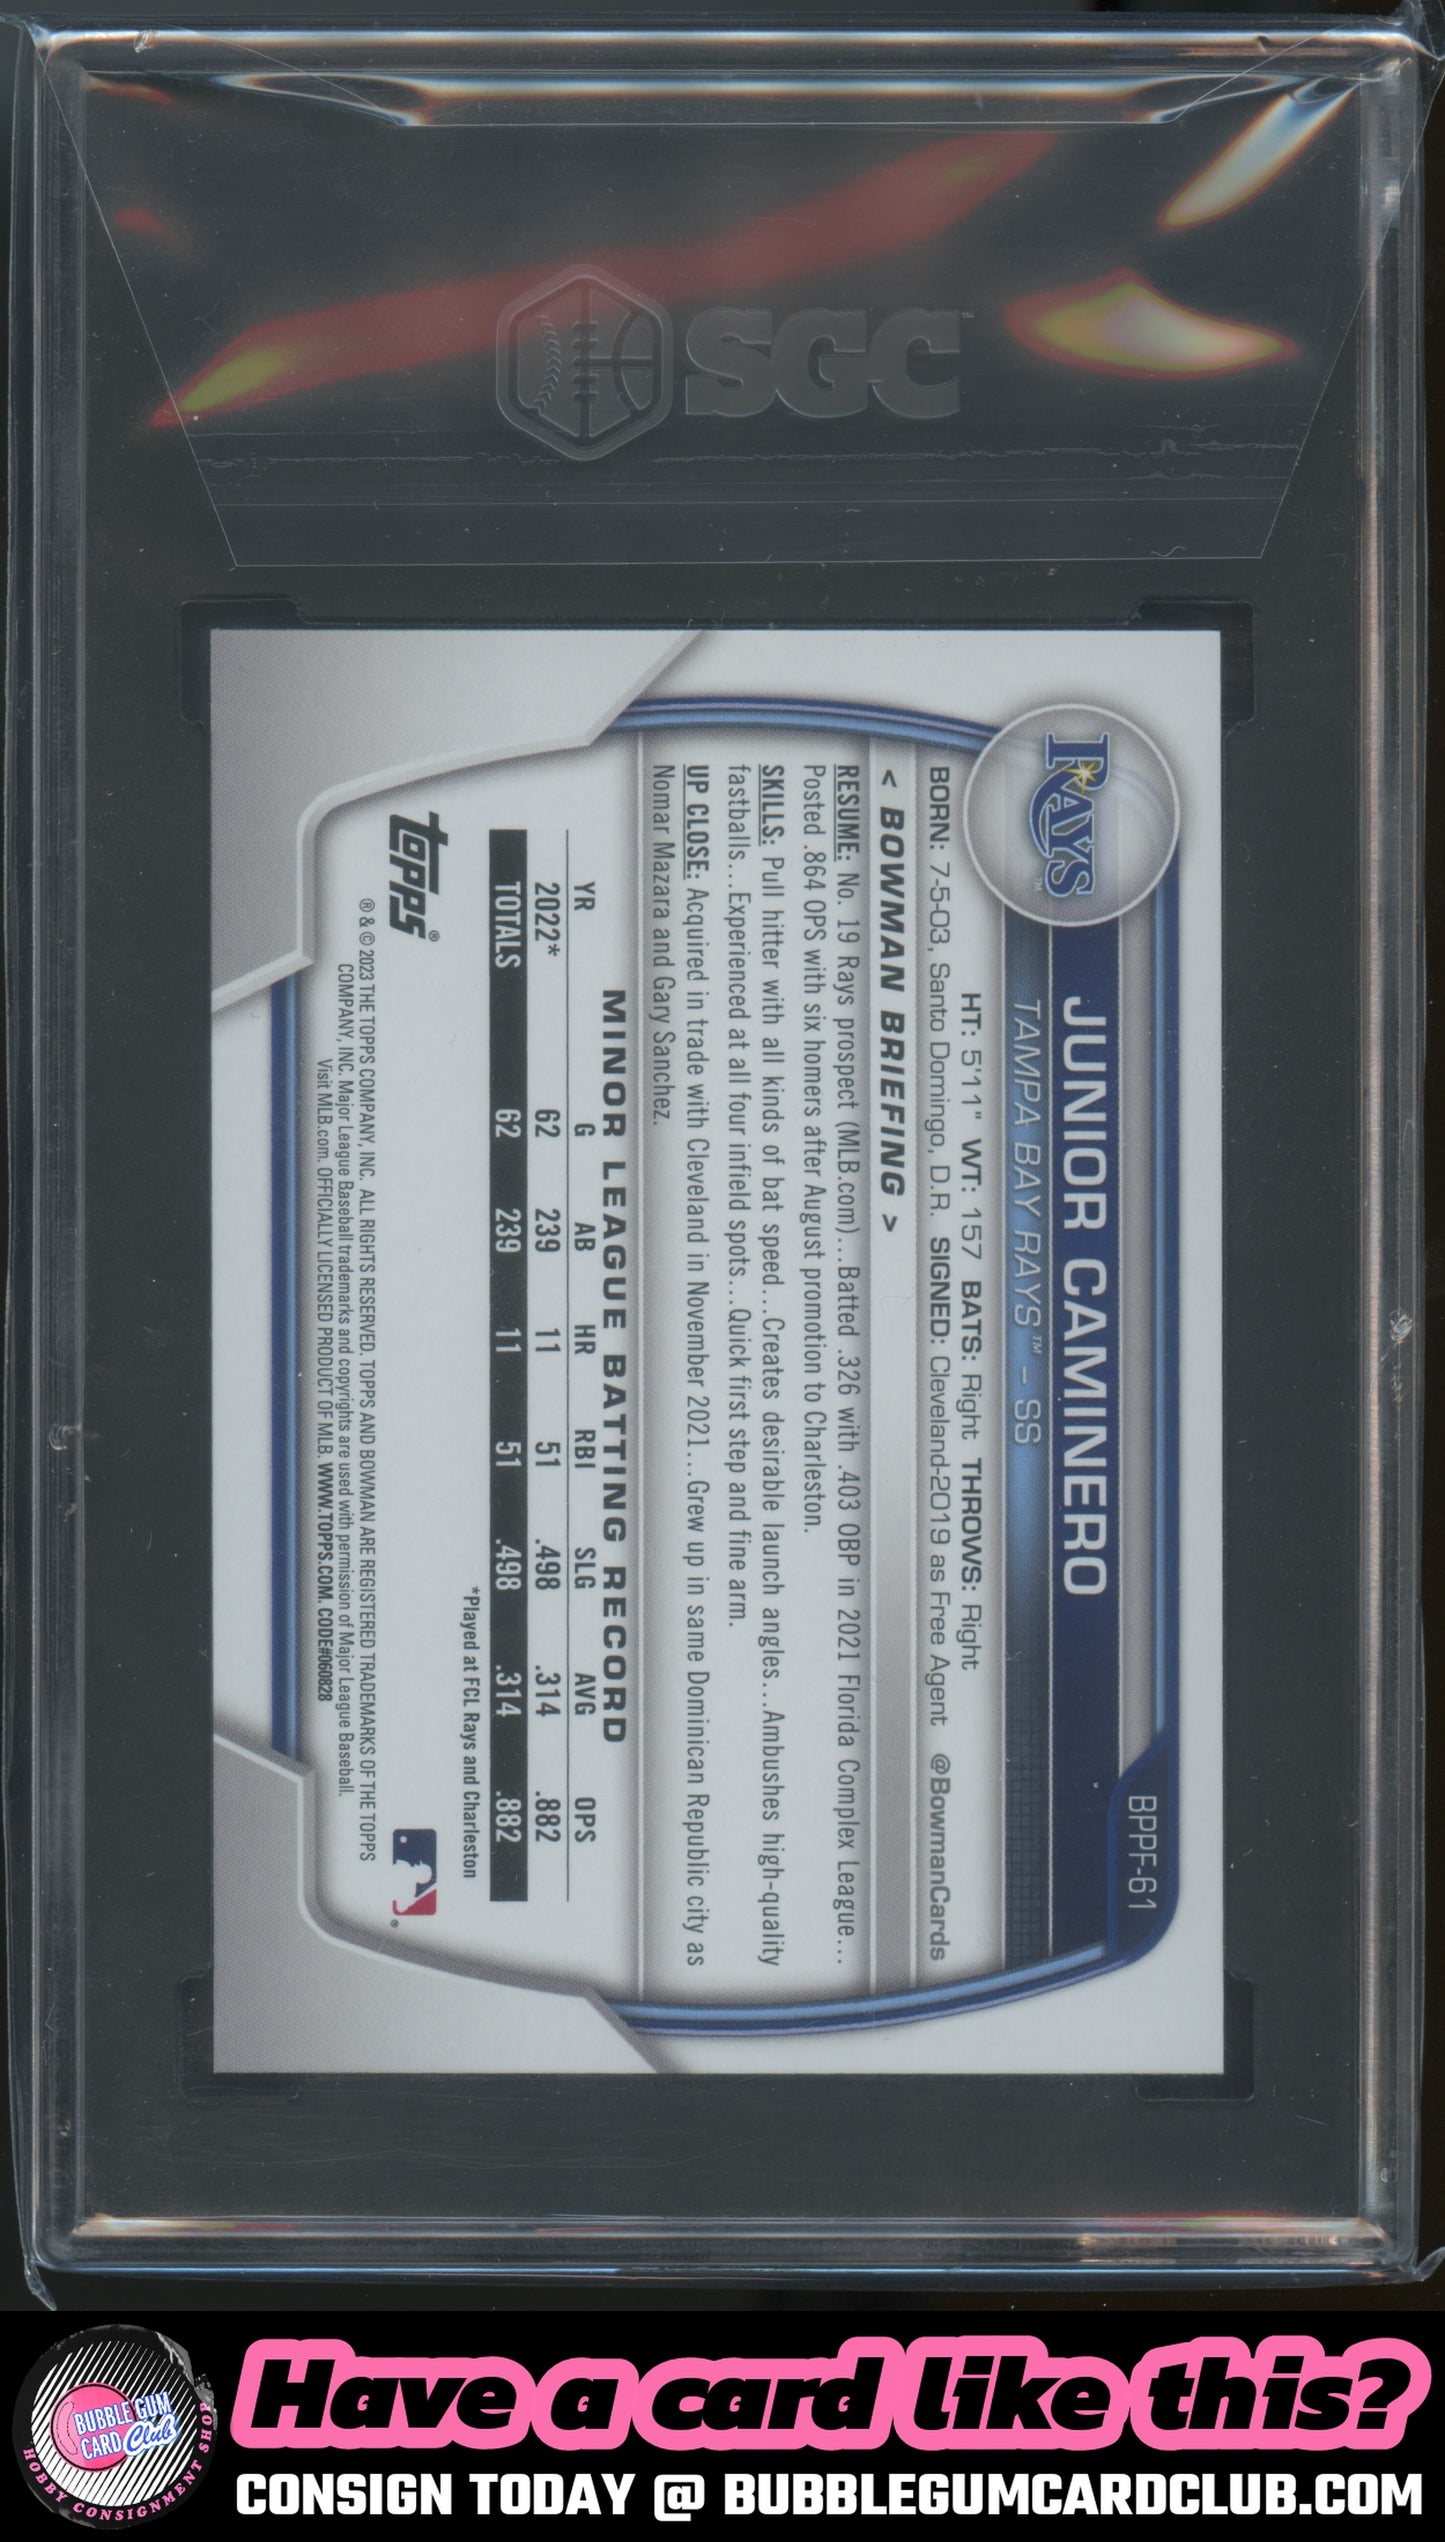 SGC
BPPF-61
RAYS™
JUNIOR CAMINERO
TAMPA BAY RAYS™ – SS
HT: 5'11" WT: 157 BATS: Right THROWS: Right
BORN: 7-5-03, Santo Domingo, D.R. SIGNED: Cleveland-2019 as Free Agent @BowmanCards
< BOWMAN BRIEFING >
RESUME: No. 19 Rays prospect (MLB.com)...Batted .326 with .403 OBP in 2021 Florida Complex League...
Posted .864 OPS with six homers after August promotion to Charleston.
SKILLS: Pull hitter with all kinds of bat speed...Creates desirable launch angles...Ambushes high-quality
fastballs...Experienced at all four infield spots...Quick first step and fine arm.
UP CLOSE: Acquired in trade with Cleveland in November 2021...Grew up in same Dominican Republic city as
Nomar Mazara and Gary Sanchez.
MINOR LEAGUE BATTING RECORD
YR G AB HR RBI SLG AVG OPS
2022* 62 239 11 51 .498 .314 .882
TOTALS 62 239 11 51 .498 .314 .882
*Played at FCL Rays and Charleston
topps®
® & © 2023 THE TOPPS COMPANY, INC. ALL RIGHTS RESERVED. TOPPS AND BOWMAN ARE REGISTERED TRADEMARKS OF THE TOPPS
COMPANY, INC. Major League Baseball trademarks and copyrights are used with permission of Major League Baseball.
Visit MLB.com. OFFICIALLY LICENSED PRODUCT OF MLB. WWW.TOPPS.COM. CODE#060828
Have a card like this?
CONSIGN TODAY @ BUBBLEGUMCARDCLUB.COM
BUBBLE GUM
CARD Club
HOBBY CONSIGNMENT SHOP